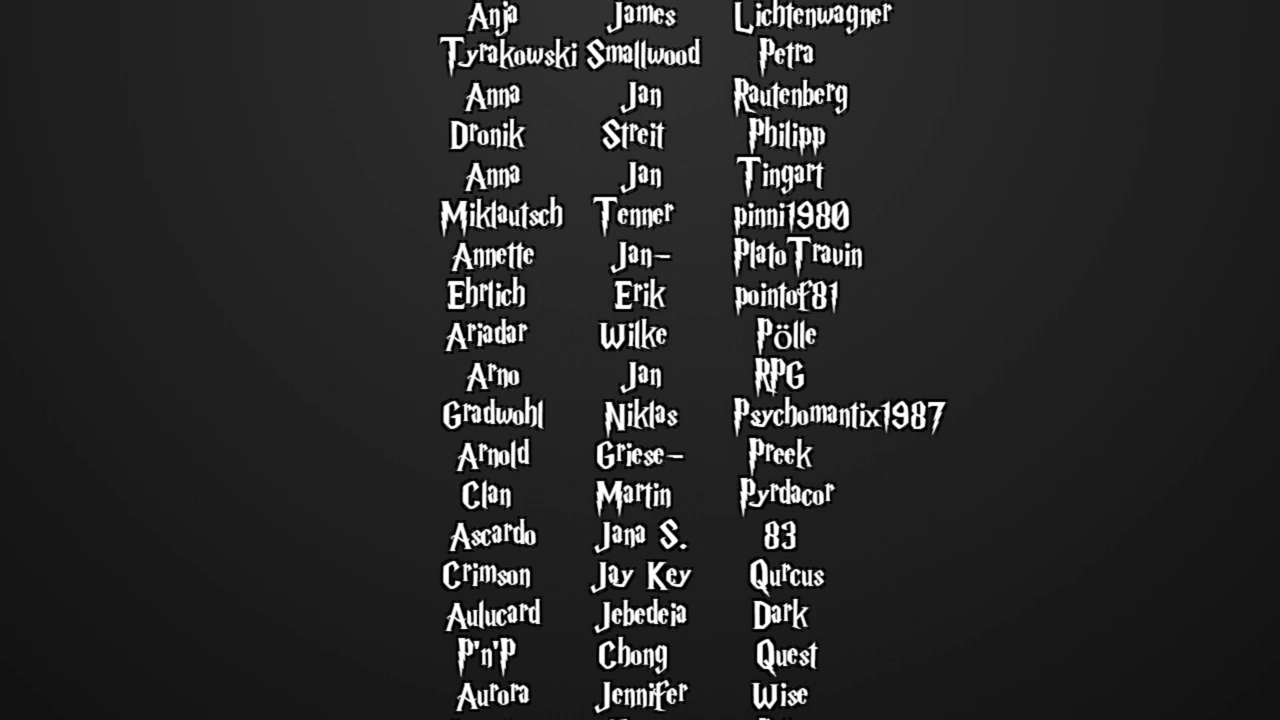 Anja James Lichtenwagner
Tyrakowski Smallwood Petra
Anna Jan Rautenberg
Dronik Streit Philipp
Anna Jan Tingart
Miklautsch Tenner pinni1980
Annette Jan- PlatoTravin
Ehrlich Erik pointof81
Ariadar Wilke Pölle
Arno Jan RPG
Gradwohl Niklas Psychomantix1987
Arnold Griese- Preek
Clan Martin Pyrdacor
Ascardo Jana S. 83
Crimson Jay Key Qurcus
Aulucard Jebedeia Dark
P'n'P Chong Quest
Aurora Jennifer Wise